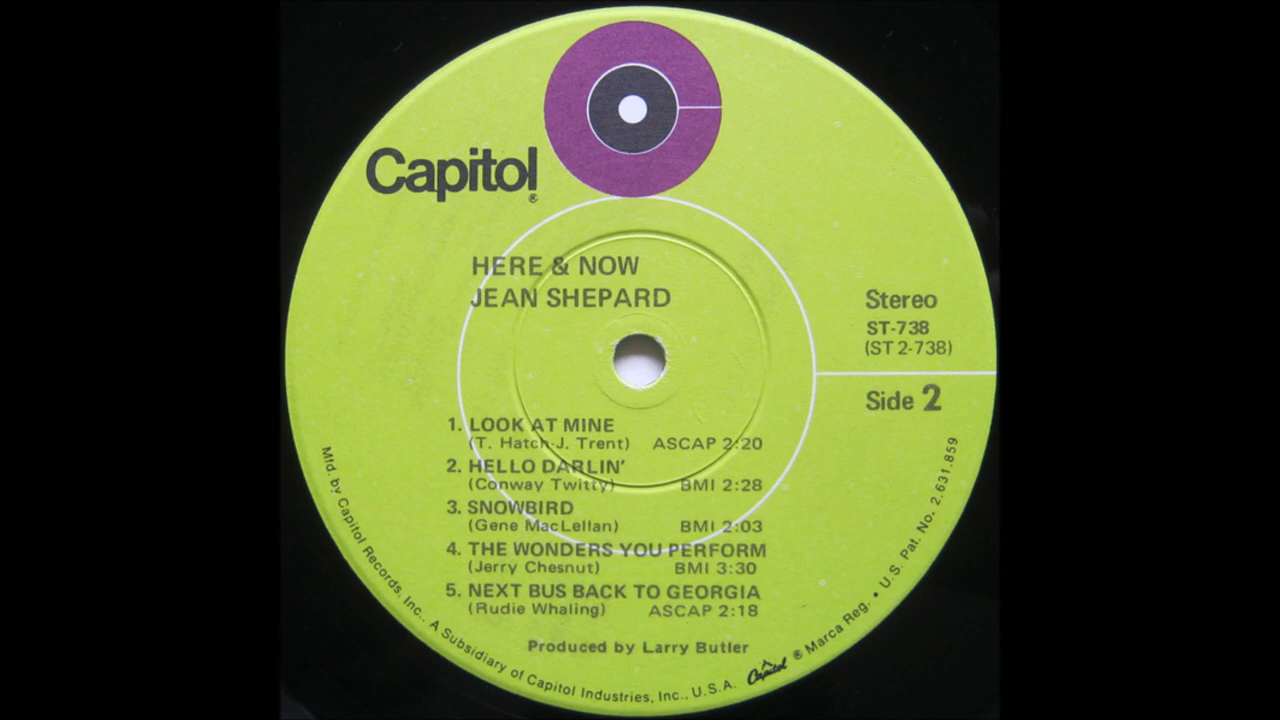 Capitol®
HERE & NOW
JEAN SHEPARD
Stereo
ST-738
(ST 2-738)
Side 2
1. LOOK AT MINE
(T. Hatch-J. Trent) ASCAP 2:20
2. HELLO DARLIN'
(Conway Twitty) BMI 2:28
3. SNOWBIRD
(Gene MacLellan) BMI 2:03
4. THE WONDERS YOU PERFORM
(Jerry Chesnut) BMI 3:30
5. NEXT BUS BACK TO GEORGIA
(Rudie Whaling) ASCAP 2:18
Produced by Larry Butler
Mfd. by Capitol Records, Inc., A Subsidiary of Capitol Industries, Inc., U.S.A. Capitol ® Marca Reg. • U.S. Pat. No. 2,631,859